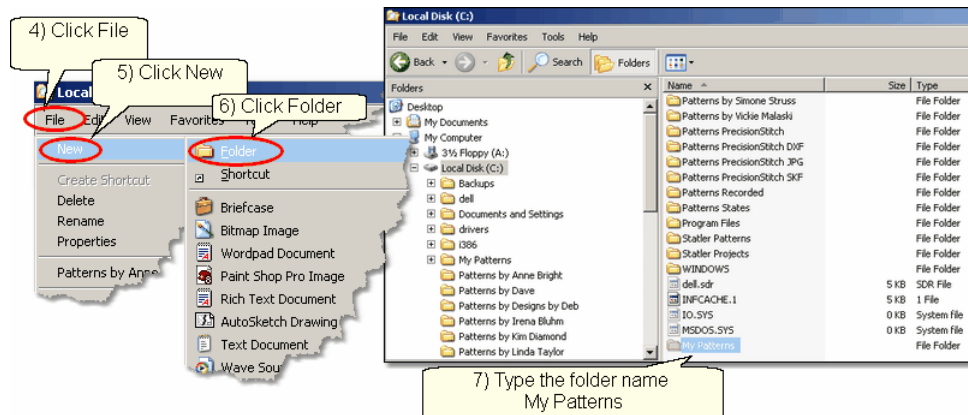 4) Click File
5) Click New
6) Click Folder
Local
File Edit View Favorites Help
New
Create Shortcut
Delete
Rename
Properties
Patterns by Anne
Folder
Shortcut
Briefcase
Bitmap Image
Wordpad Document
Paint Shop Pro Image
Rich Text Document
AutoSketch Drawing
Text Document
Wave Sou
Local Disk (C:)
File Edit View Favorites Tools Help
Back Search Folders
Folders x
Desktop
My Documents
My Computer
3½ Floppy (A:)
Local Disk (C:)
Backups
dell
Documents and Settings
drivers
i386
My Patterns
Patterns by Anne Bright
Patterns by Dave
Patterns by Designs by Deb
Patterns by Irena Bluhm
Patterns by Kim Diamond
Patterns by Linda Taylor
Name Size Type
Patterns by Simone Struss File Folder
Patterns by Vickie Malaski File Folder
Patterns PrecisionStitch File Folder
Patterns PrecisionStitch DXF File Folder
Patterns PrecisionStitch JPG File Folder
Patterns PrecisionStitch SKF File Folder
Patterns Recorded File Folder
Patterns States File Folder
Program Files File Folder
Statler Patterns File Folder
Statler Projects File Folder
WINDOWS File Folder
dell.sdr 5 KB SDR File
INFCACHE.1 5 KB 1 File
IO.SYS 0 KB System file
MSDOS.SYS 0 KB System file
My Patterns File Folder
7) Type the folder name
My Patterns